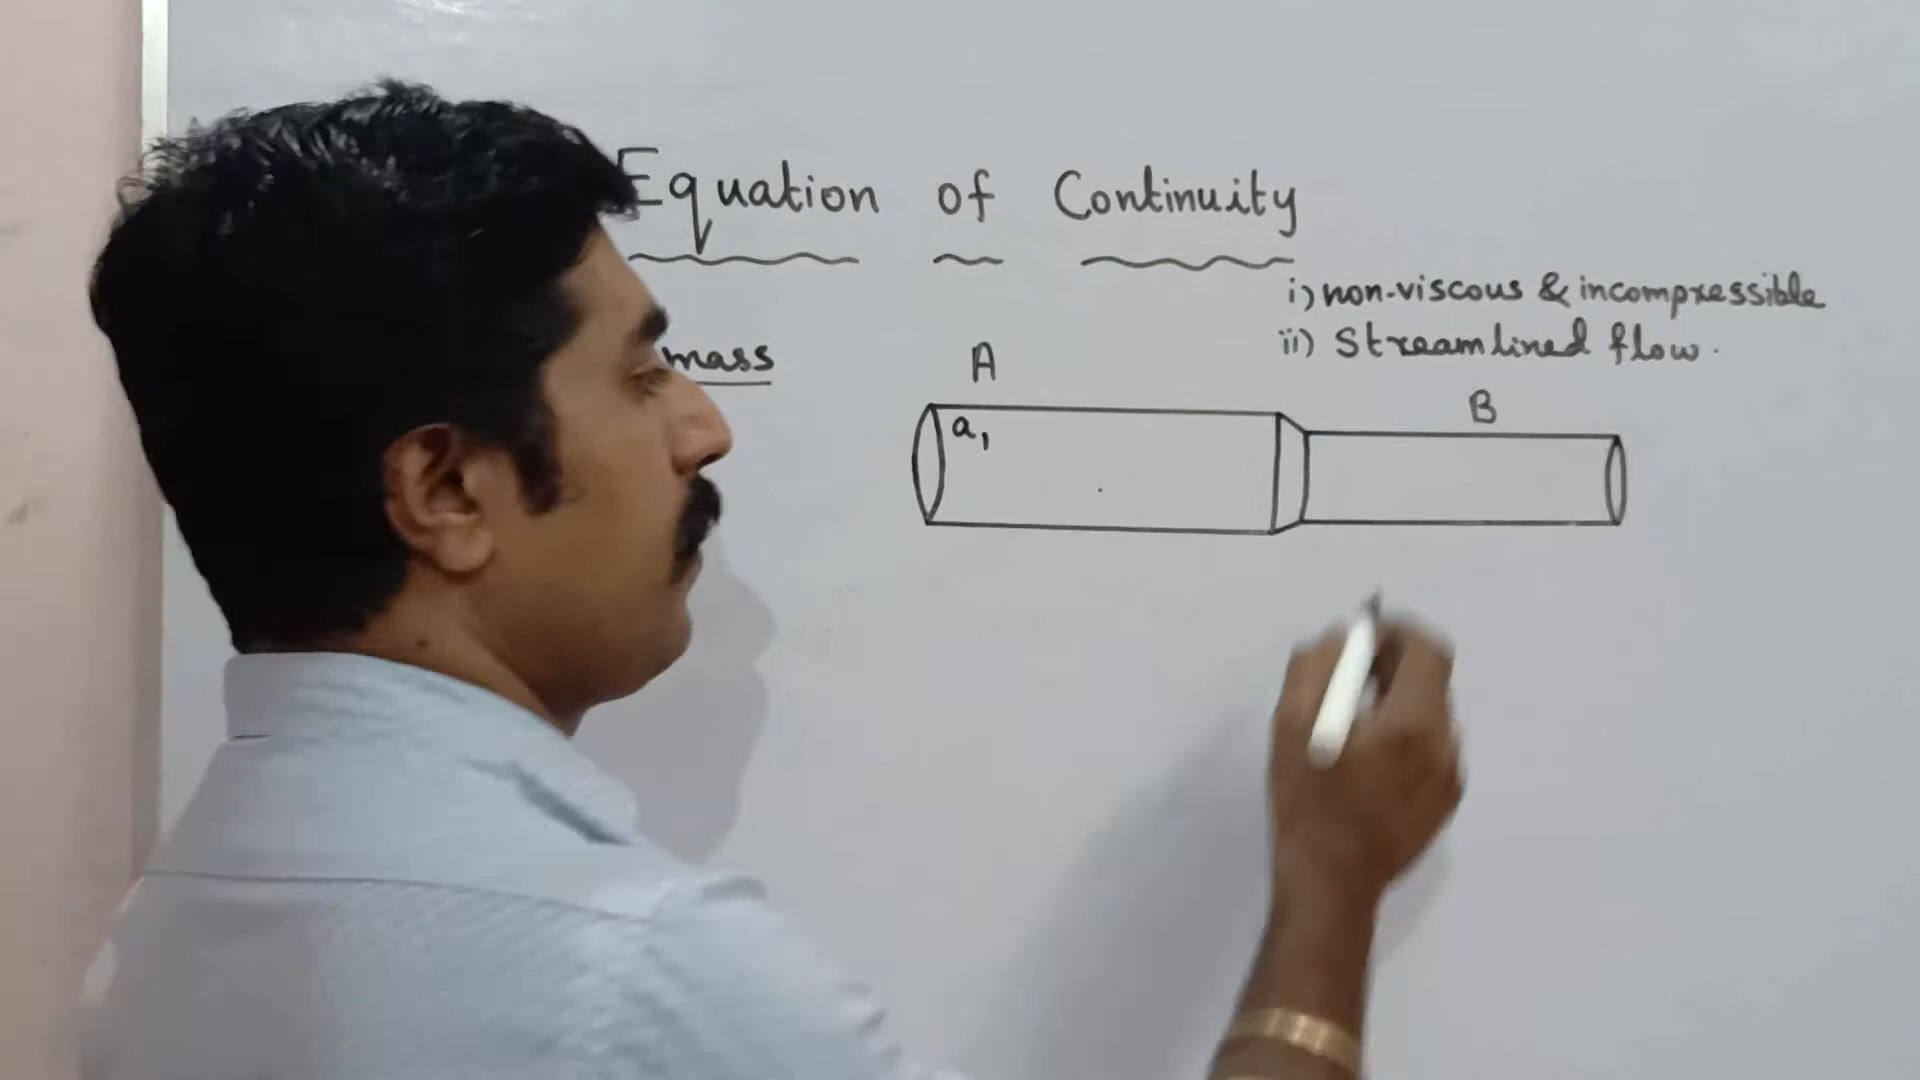 Equation of Continuity
i) non-viscous & incompressible
ii) Streamlined flow.
mass
A
B
a₁